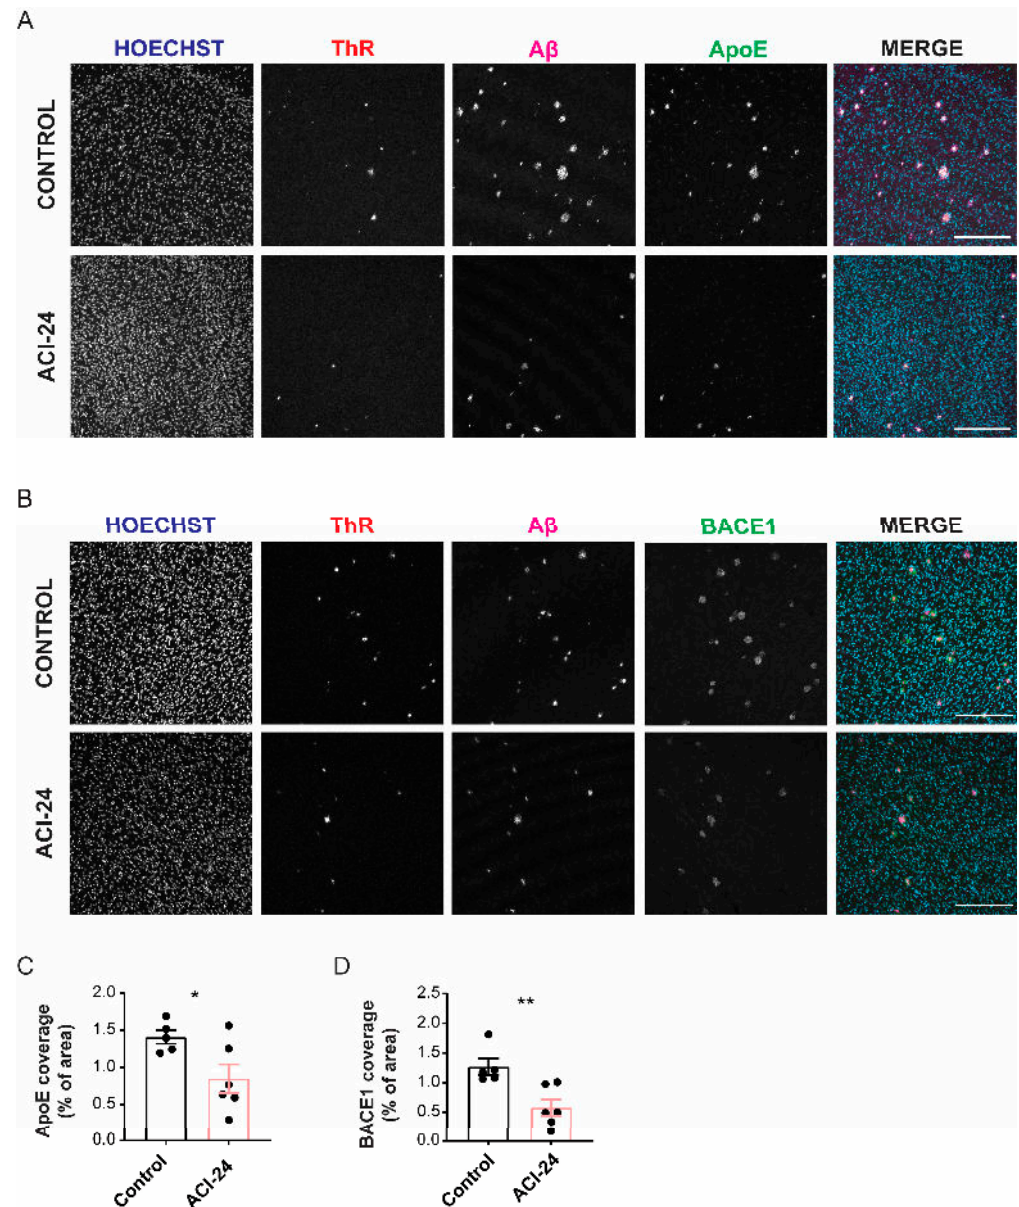 A
HOECHST ThR Aβ ApoE MERGE
CONTROL
ACI-24
B
HOECHST ThR Aβ BACE1 MERGE
CONTROL
ACI-24
C
ApoE coverage
(% of area)
2.0
1.5
1.0
0.5
0.0
*
Control
ACI-24
D
BACE1 coverage
(% of area)
2.5
2.0
1.5
1.0
0.5
0.0
**
Control
ACI-24